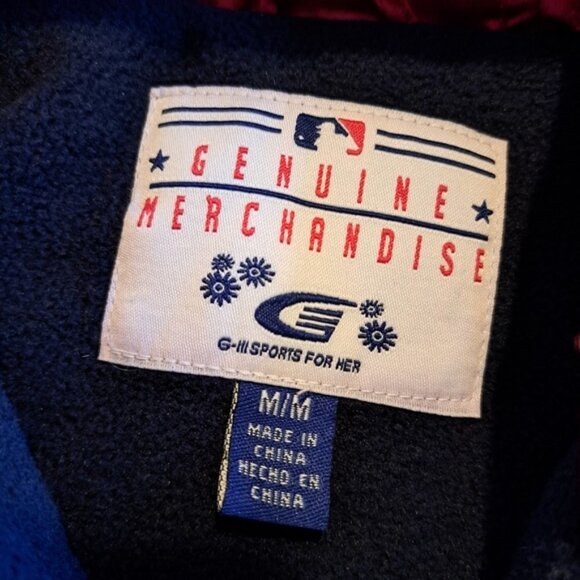 GENUINE
MERCHANDISE
G-III SPORTS FOR HER
M/M
MADE IN
CHINA
HECHO EN
CHINA